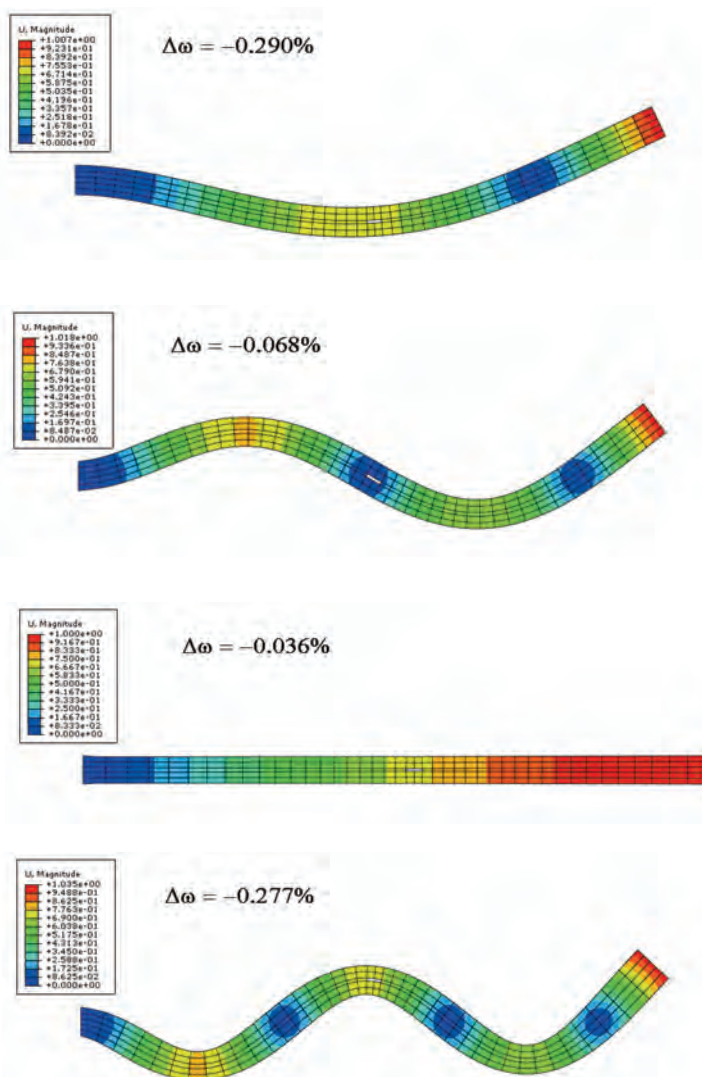 U, Magnitude
+1.007e+00
+9.231e-01
+8.392e-01
+7.553e-01
+6.714e-01
+5.875e-01
+5.035e-01
+4.196e-01
+3.357e-01
+2.518e-01
+1.678e-01
+8.392e-02
+0.000e+00
Δω = −0.290%
U, Magnitude
+1.018e+00
+9.336e-01
+8.487e-01
+7.638e-01
+6.790e-01
+5.941e-01
+5.092e-01
+4.243e-01
+3.395e-01
+2.546e-01
+1.697e-01
+8.487e-02
+0.000e+00
Δω = −0.068%
U, Magnitude
+1.000e+00
+9.167e-01
+8.333e-01
+7.500e-01
+6.667e-01
+5.833e-01
+5.000e-01
+4.167e-01
+3.333e-01
+2.500e-01
+1.667e-01
+8.333e-02
+0.000e+00
Δω = −0.036%
U, Magnitude
+1.035e+00
+9.488e-01
+8.625e-01
+7.763e-01
+6.900e-01
+6.038e-01
+5.175e-01
+4.313e-01
+3.450e-01
+2.588e-01
+1.725e-01
+8.625e-02
+0.000e+00
Δω = −0.277%